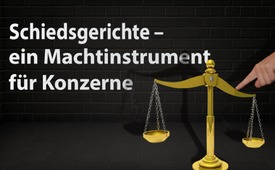 Schiedsgerichte –
ein Machtinstrument
für Konzerne